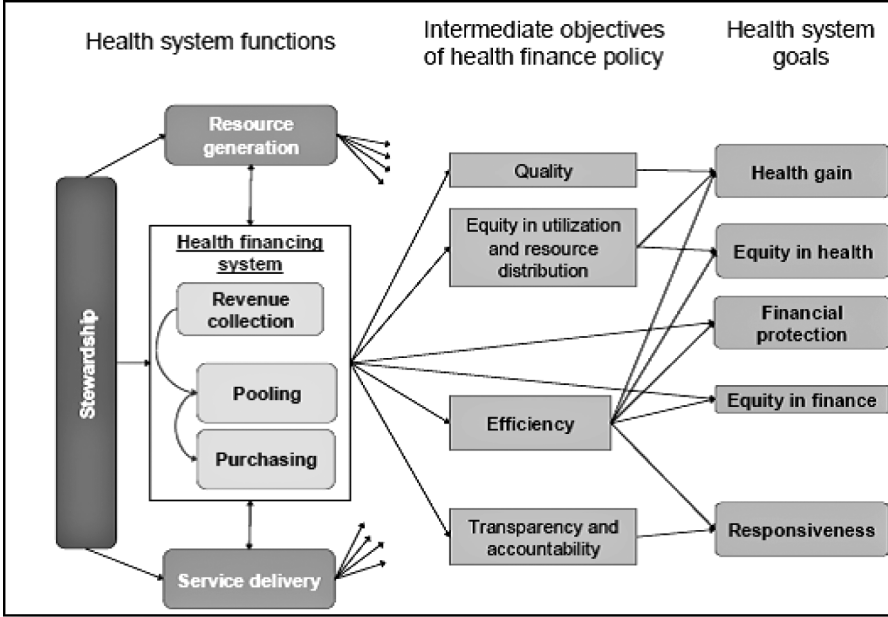 Health system functions
Intermediate objectives
of health finance policy
Health system
goals
Resource
generation
Stewardship
Health financing
system
Revenue
collection
Pooling
Purchasing
Service delivery
Quality
Equity in utilization
and resource
distribution
Efficiency
Transparency and
accountability
Health gain
Equity in health
Financial
protection
Equity in finance
Responsiveness